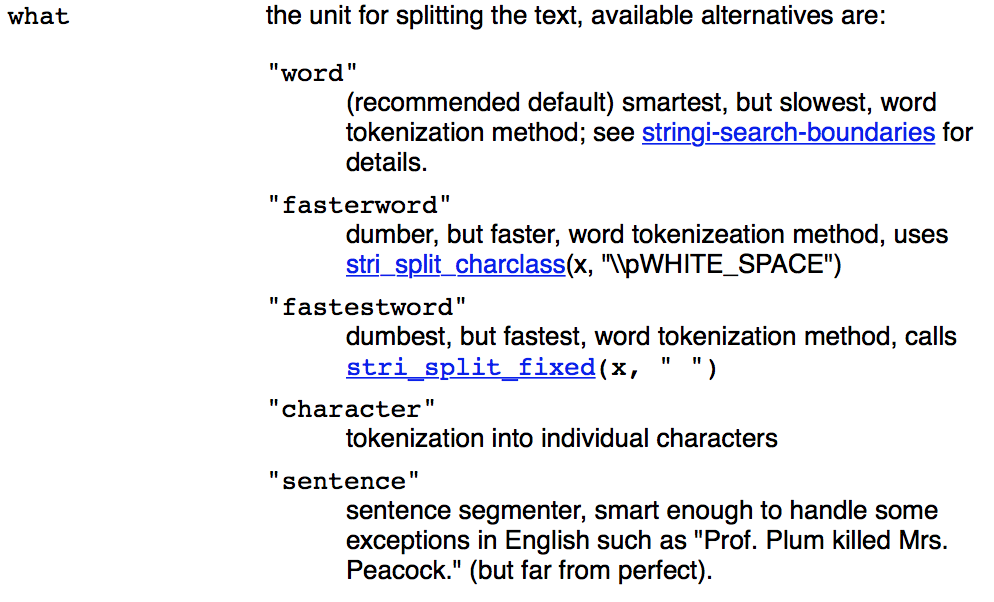 what the unit for splitting the text, available alternatives are:
"word"
(recommended default) smartest, but slowest, word
tokenization method; see stringi-search-boundaries for
details.
"fasterword"
dumber, but faster, word tokenizeation method, uses
stri_split_charclass(x, "\\pWHITE_SPACE")
"fastestword"
dumbest, but fastest, word tokenization method, calls
stri_split_fixed(x, " ")
"character"
tokenization into individual characters
"sentence"
sentence segmenter, smart enough to handle some
exceptions in English such as "Prof. Plum killed Mrs.
Peacock." (but far from perfect).